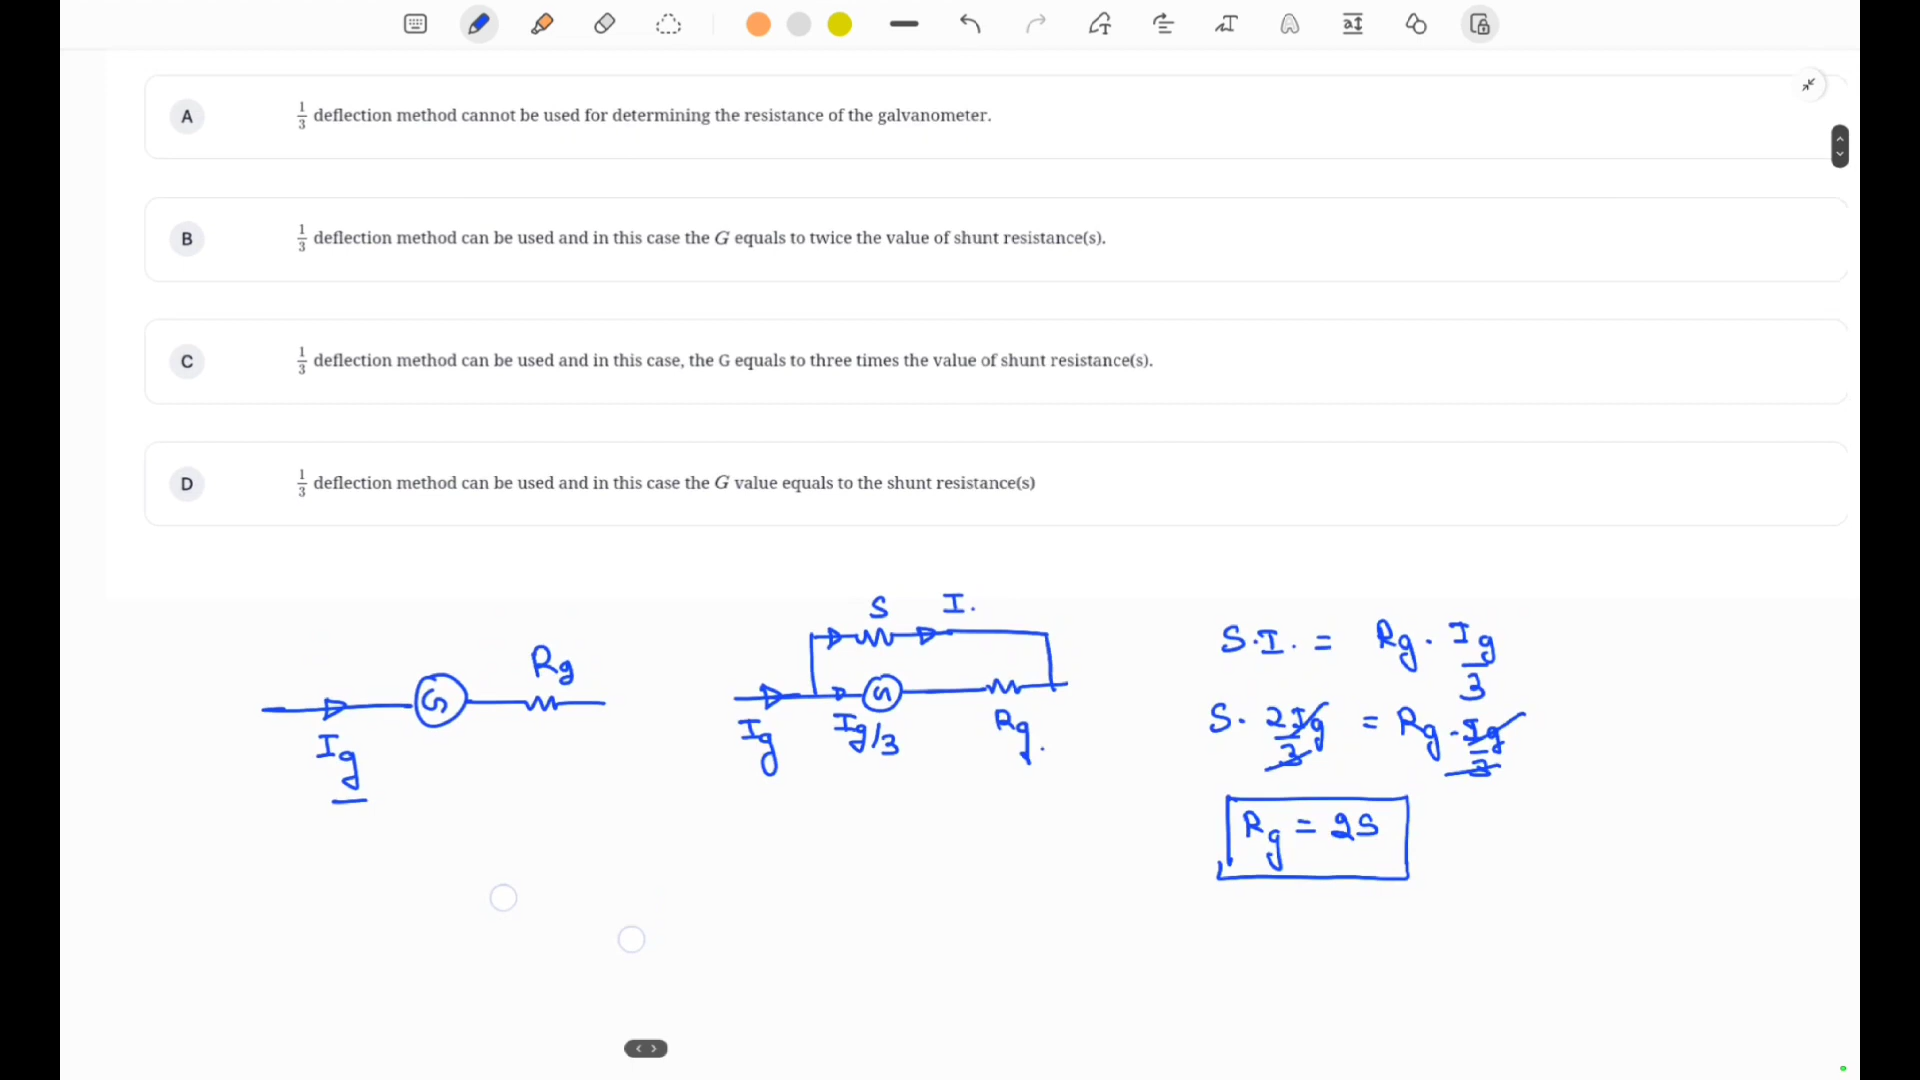 A 1/3 deflection method cannot be used for determining the resistance of the galvanometer.
B 1/3 deflection method can be used and in this case the G equals to twice the value of shunt resistance(s).
C 1/3 deflection method can be used and in this case, the G equals to three times the value of shunt resistance(s).
D 1/3 deflection method can be used and in this case the G value equals to the shunt resistance(s)
S I.
Rg
G
Ig
G
Ig Ig/3 Rg.
S.I. = Rg. Ig/3
S. 2Ig/3 = Rg. Ig/3
Rg = 2S